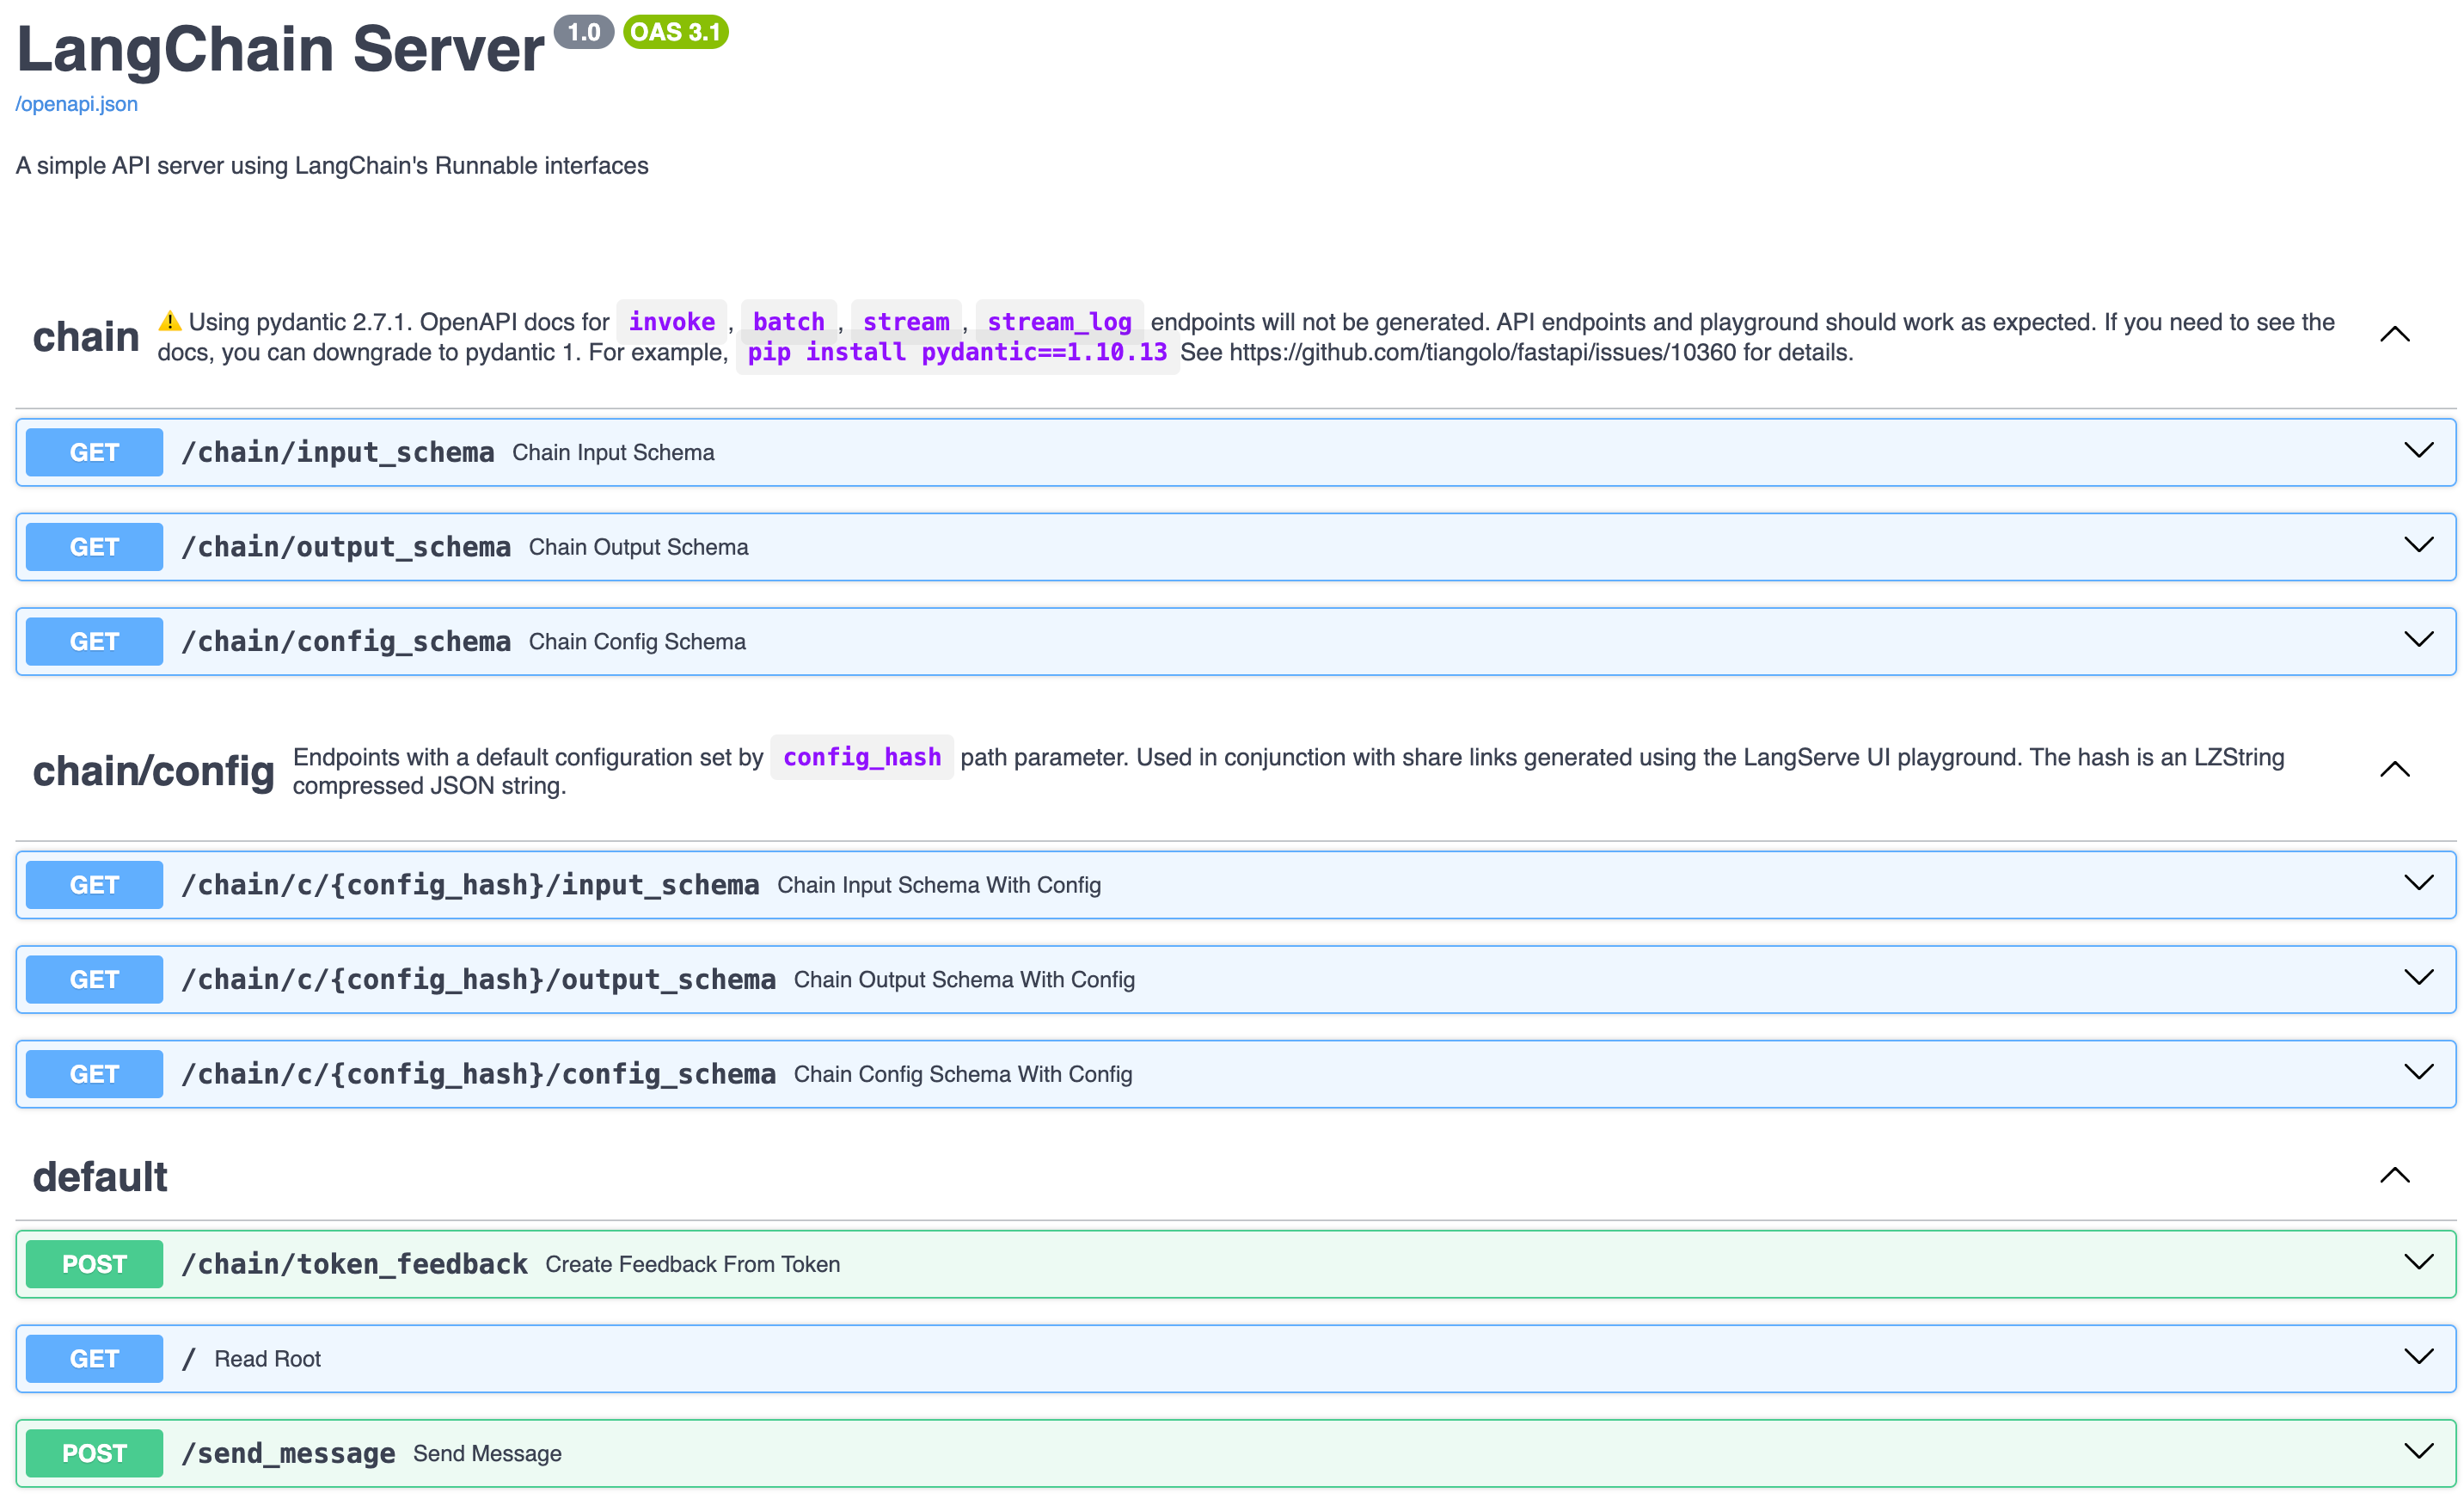 LangChain Server 1.0 OAS 3.1
/openapi.json
A simple API server using LangChain's Runnable interfaces
chain ⚠️ Using pydantic 2.7.1. OpenAPI docs for invoke, batch, stream, stream_log endpoints will not be generated. API endpoints and playground should work as expected. If you need to see the
docs, you can downgrade to pydantic 1. For example, pip install pydantic==1.10.13 See https://github.com/tiangolo/fastapi/issues/10360 for details.
GET /chain/input_schema Chain Input Schema
GET /chain/output_schema Chain Output Schema
GET /chain/config_schema Chain Config Schema
chain/config Endpoints with a default configuration set by config_hash path parameter. Used in conjunction with share links generated using the LangServe UI playground. The hash is an LZString
compressed JSON string.
GET /chain/c/{config_hash}/input_schema Chain Input Schema With Config
GET /chain/c/{config_hash}/output_schema Chain Output Schema With Config
GET /chain/c/{config_hash}/config_schema Chain Config Schema With Config
default
POST /chain/token_feedback Create Feedback From Token
GET / Read Root
POST /send_message Send Message